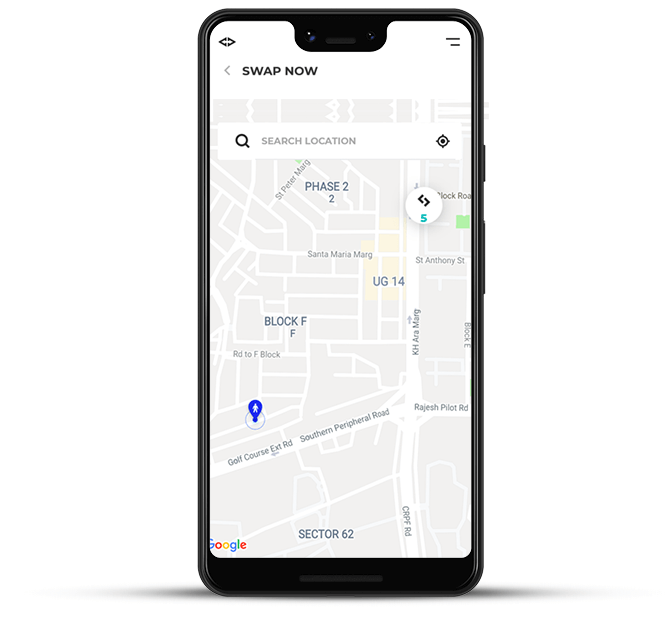 SWAP NOW
SEARCH LOCATION
St Peter Marg
PHASE 2
2
Block Roa
5
Santa Maria Marg
St Anthony St
UG 14
BLOCK F
F
KH Ara Marg
Block E
Rd to F Block
Rajesh Pilot Rd
Southern Peripheral Road
Golf Course Ext Rd
CRPF Rd
SECTOR 62
Google